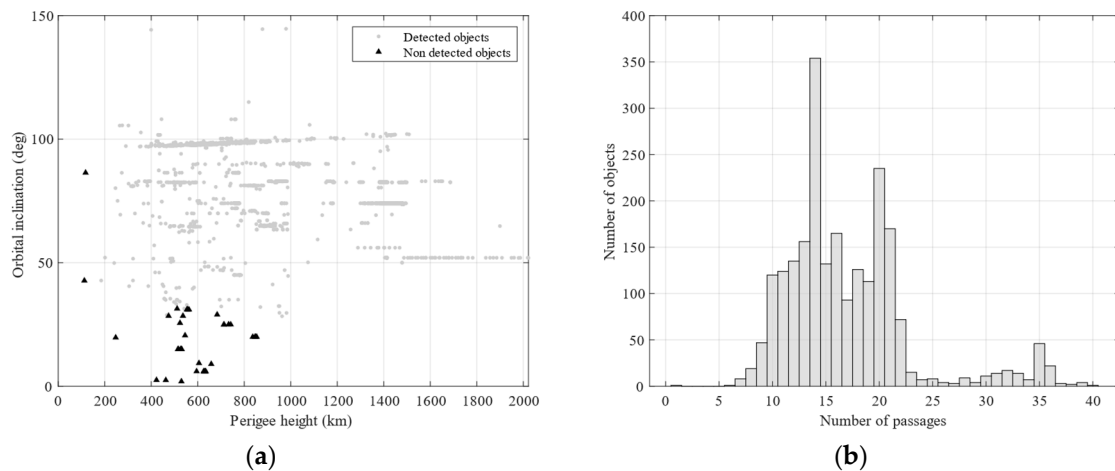 150
100
50
0
Orbital inclination (deg)
Detected objects
Non detected objects
0 200 400 600 800 1000 1200 1400 1600 1800 2000
Perigee height (km)
(a)
400
350
300
250
200
150
100
50
0
Number of objects
0 5 10 15 20 25 30 35 40
Number of passages
(b)